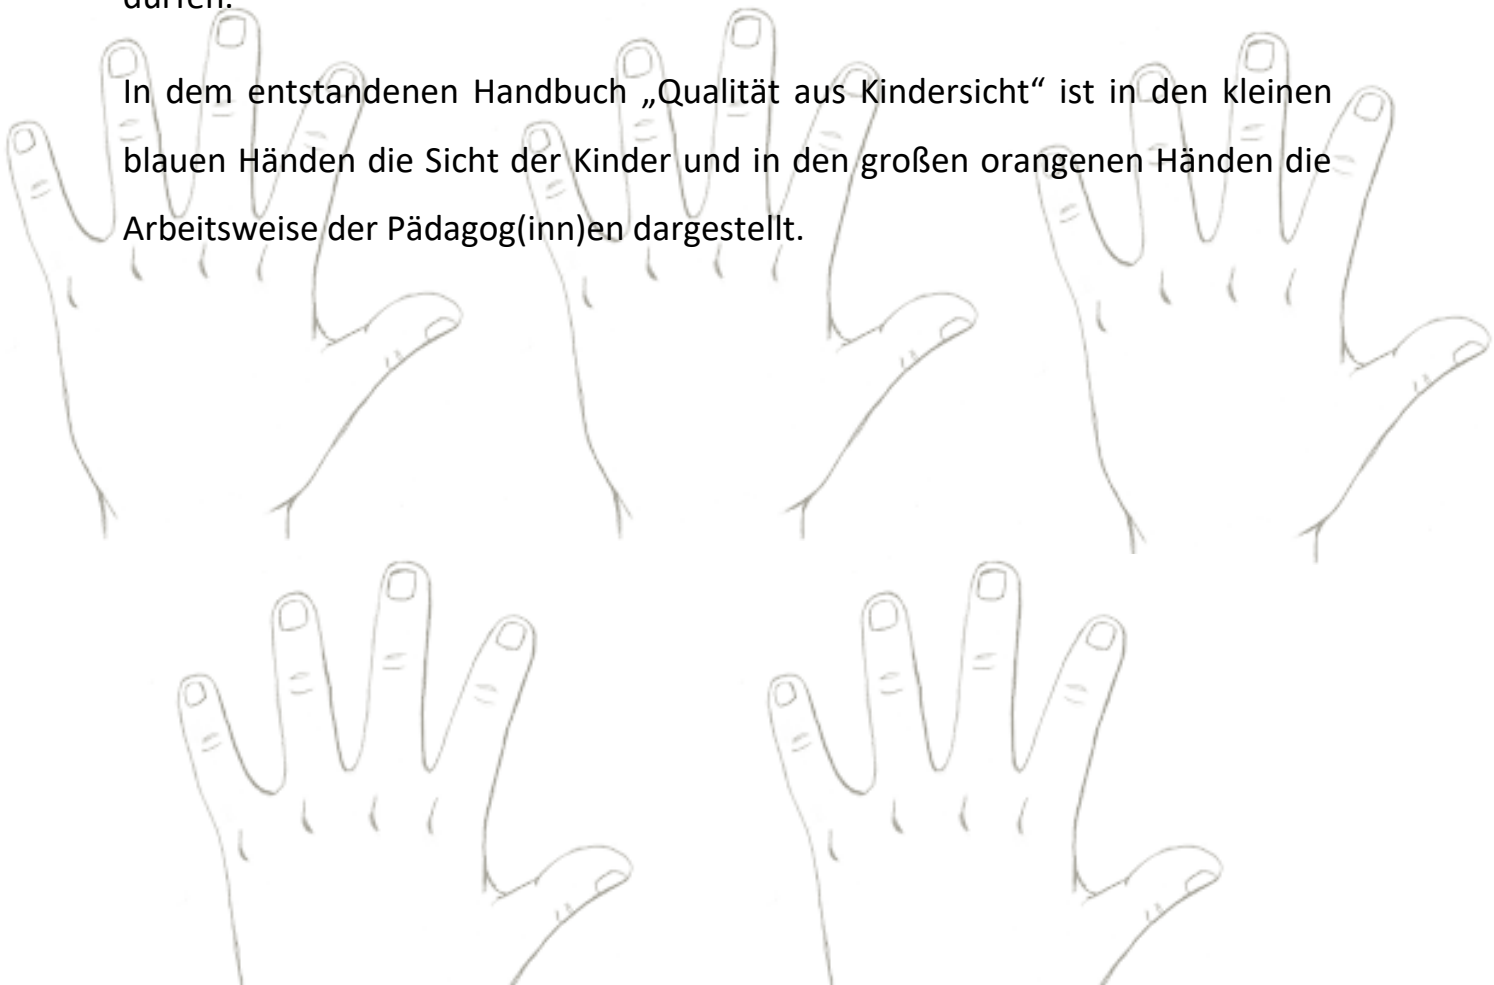 dürfen.
In dem entstandenen Handbuch „Qualität aus Kindersicht“ ist in den kleinen
blauen Händen die Sicht der Kinder und in den großen orangenen Händen die
Arbeitsweise der Pädagog(inn)en dargestellt.